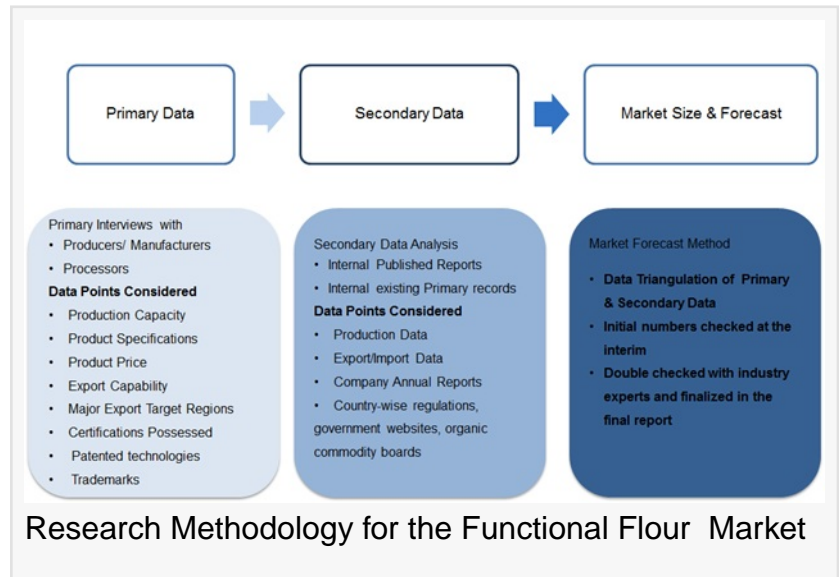 Primary Data
Secondary Data
Market Size & Forecast
Primary Interviews with
• Producers/ Manufacturers
• Processors
Data Points Considered
• Production Capacity
• Product Specifications
• Product Price
• Export Capability
• Major Export Target Regions
• Certifications Possessed
• Patented technologies
• Trademarks
Secondary Data Analysis
• Internal Published Reports
• Internal existing Primary records
Data Points Considered
• Production Data
• Export/Import Data
• Company Annual Reports
• Country-wise regulations,
government websites, organic
commodity boards
Market Forecast Method
• Data Triangulation of Primary
& Secondary Data
• Initial numbers checked at the
interim
• Double checked with industry
experts and finalized in the
final report
Research Methodology for the Functional Flour Market